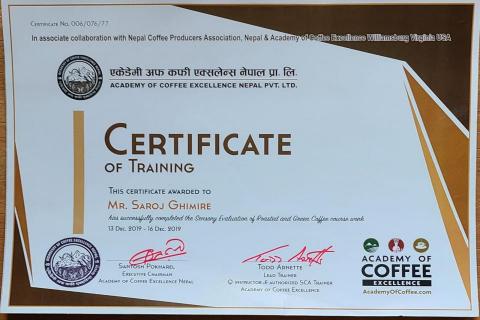 Certificate No. 006/076/77
In associate collaboration with Nepal Coffee Producers Association, Nepal & Academy of Coffee Excellence Williamsburg Virginia USA
एकेडेमी अफ कफी एक्सलेन्स नेपाल प्रा. लि.
ACADEMY OF COFFEE EXCELLENCE NEPAL PVT. LTD.
CERTIFICATE
OF TRAINING
THIS CERTIFICATE AWARDED TO
MR. SAROJ GHIMIRE
has successfully completed the Sensory Evaluation of Roasted and Green Coffee course work
13 Dec. 2019 - 16 Dec. 2019
SANTOSH POKHAREL
EXECUTIVE CHAIRMAN
ACADEMY OF COFFEE EXCELLENCE NEPAL
TODD ARNETTE
LEAD TRAINER
Q INSTRUCTOR & AUTHORIZED SCA TRAINER
ACADEMY OF COFFEE EXCELLENCE
ACADEMY OF
COFFEE
EXCELLENCE
AcademyOfCoffee.com